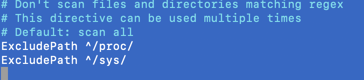 # Don't scan files and directories matching regex
# This directive can be used multiple times
# Default: scan all
ExcludePath ^/proc/
ExcludePath ^/sys/